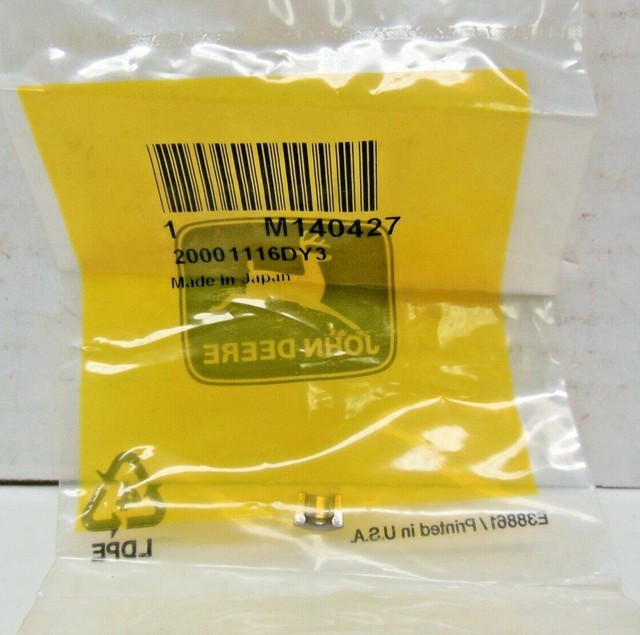 1 M140427
20001116DY3
Made In Japan
JOHN DEERE
LDPE
E38861/Printed in U.S.A.